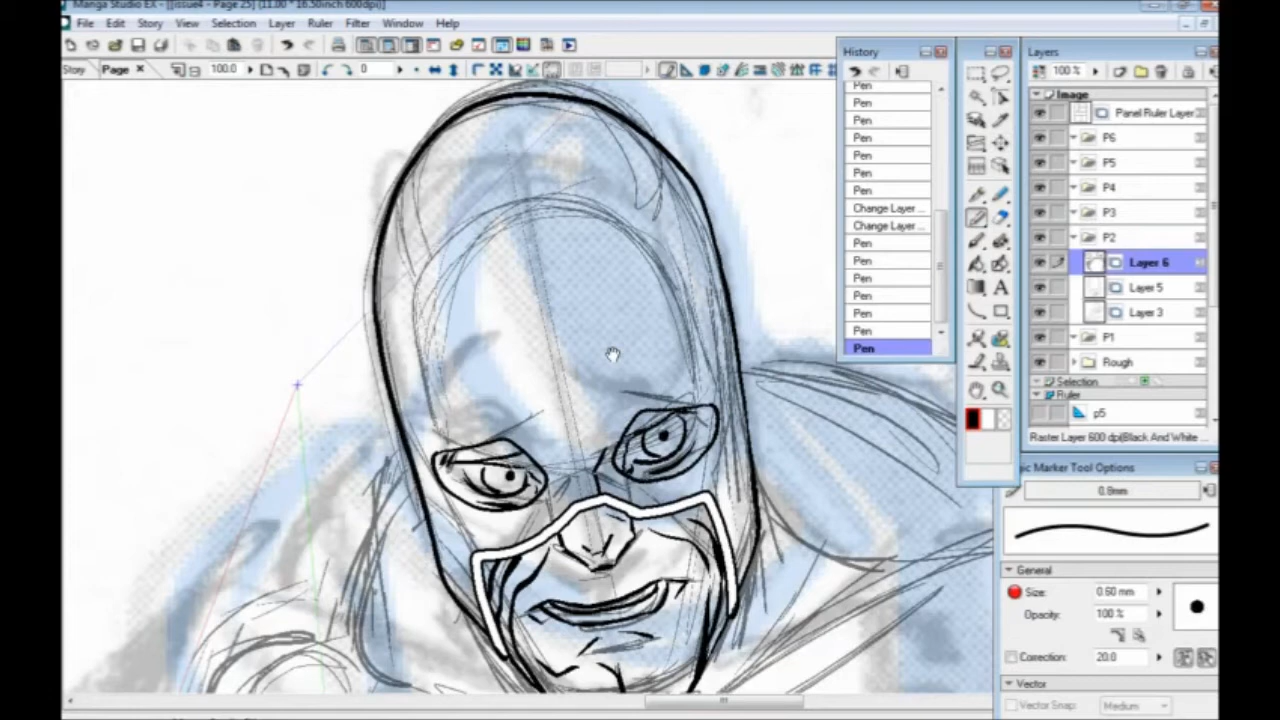 Manga Studio EX - [[issue4 - Page 25] (11.00 * 16.50inch 600dpi)]
File Edit Story View Selection Layer Ruler Filter Window Help
Story Page 100.0 0
History
Pen
Pen
Pen
Pen
Pen
Pen
Pen
Change Layer ...
Change Layer ...
Pen
Pen
Pen
Pen
Pen
Pen
Pen
Layers
100 %
Image
Panel Ruler Layer
P6
P5
P4
P3
P2
Layer 6
Layer 5
Layer 3
P1
Rough
Selection
Ruler
p5
Raster Layer 600 dpi(Black And White ...
Marker Tool Options
0.8mm
General
Size: 0.60 mm
Opacity: 100 %
Correction: 20.0
Vector
Vector Snap: Medium